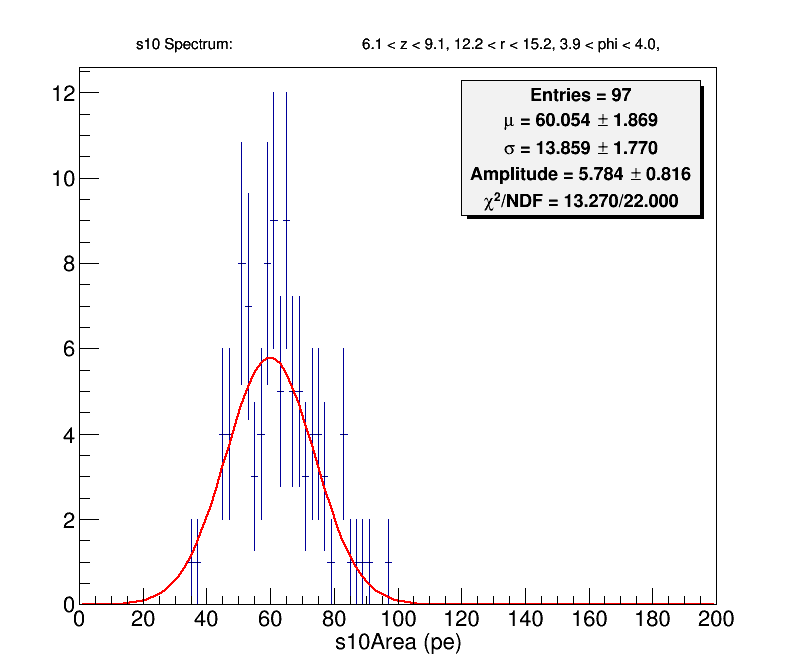 s10 Spectrum: 6.1 < z < 9.1, 12.2 < r < 15.2, 3.9 < phi < 4.0,
Entries = 97
μ = 60.054 ± 1.869
σ = 13.859 ± 1.770
Amplitude = 5.784 ± 0.816
χ²/NDF = 13.270/22.000
12
10
8
6
4
2
0
0 20 40 60 80 100 120 140 160 180 200
s10Area (pe)